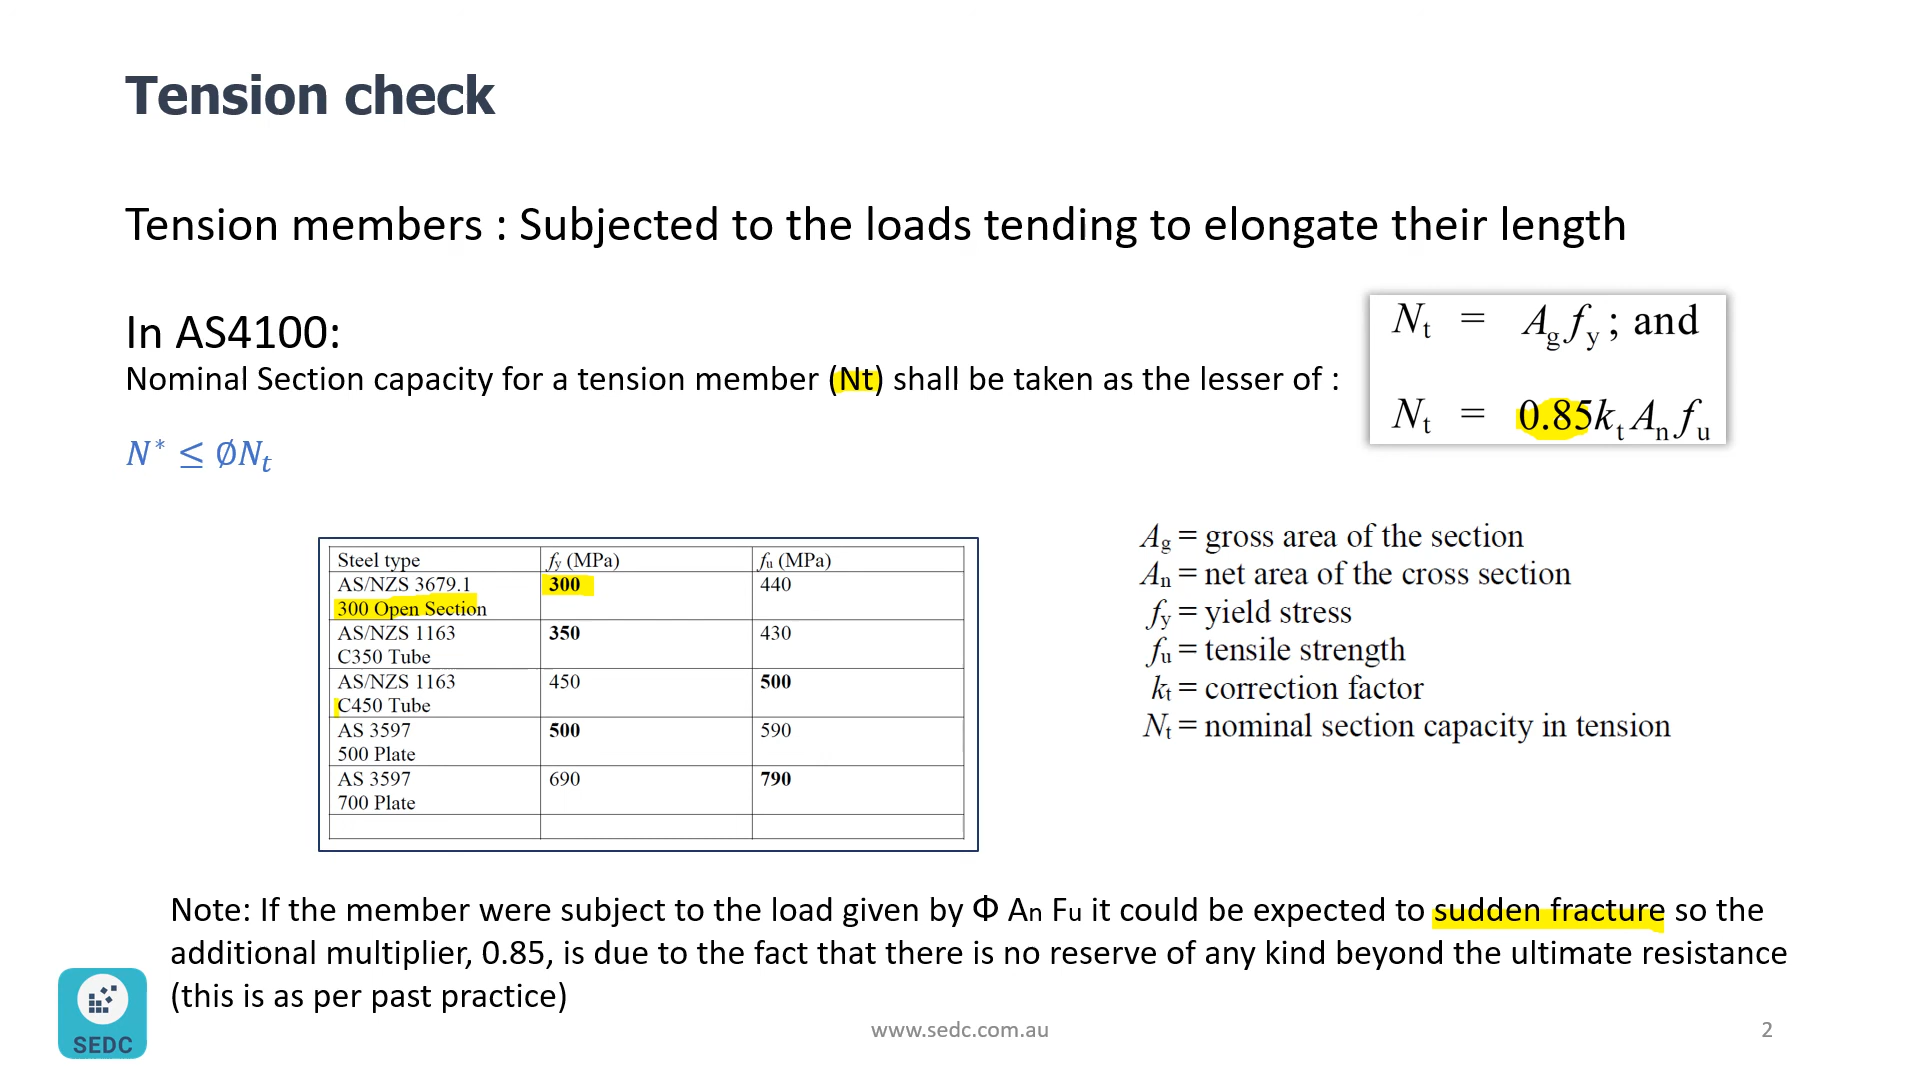 Tension check
Tension members : Subjected to the loads tending to elongate their length
In AS4100:
Nominal Section capacity for a tension member (Nt) shall be taken as the lesser of :
N* ≤ ∅Nt
Nt = Agfy ; and
Nt = 0.85ktAnfu
Steel type fy (MPa) fu (MPa)
AS/NZS 3679.1 300 440
300 Open Section
AS/NZS 1163 350 430
C350 Tube
AS/NZS 1163 450 500
C450 Tube
AS 3597 500 590
500 Plate
AS 3597 690 790
700 Plate
Ag = gross area of the section
An = net area of the cross section
fy = yield stress
fu = tensile strength
kt = correction factor
Nt = nominal section capacity in tension
Note: If the member were subject to the load given by Φ An Fu it could be expected to sudden fracture so the
additional multiplier, 0.85, is due to the fact that there is no reserve of any kind beyond the ultimate resistance
(this is as per past practice)
SEDC
www.sedc.com.au
2